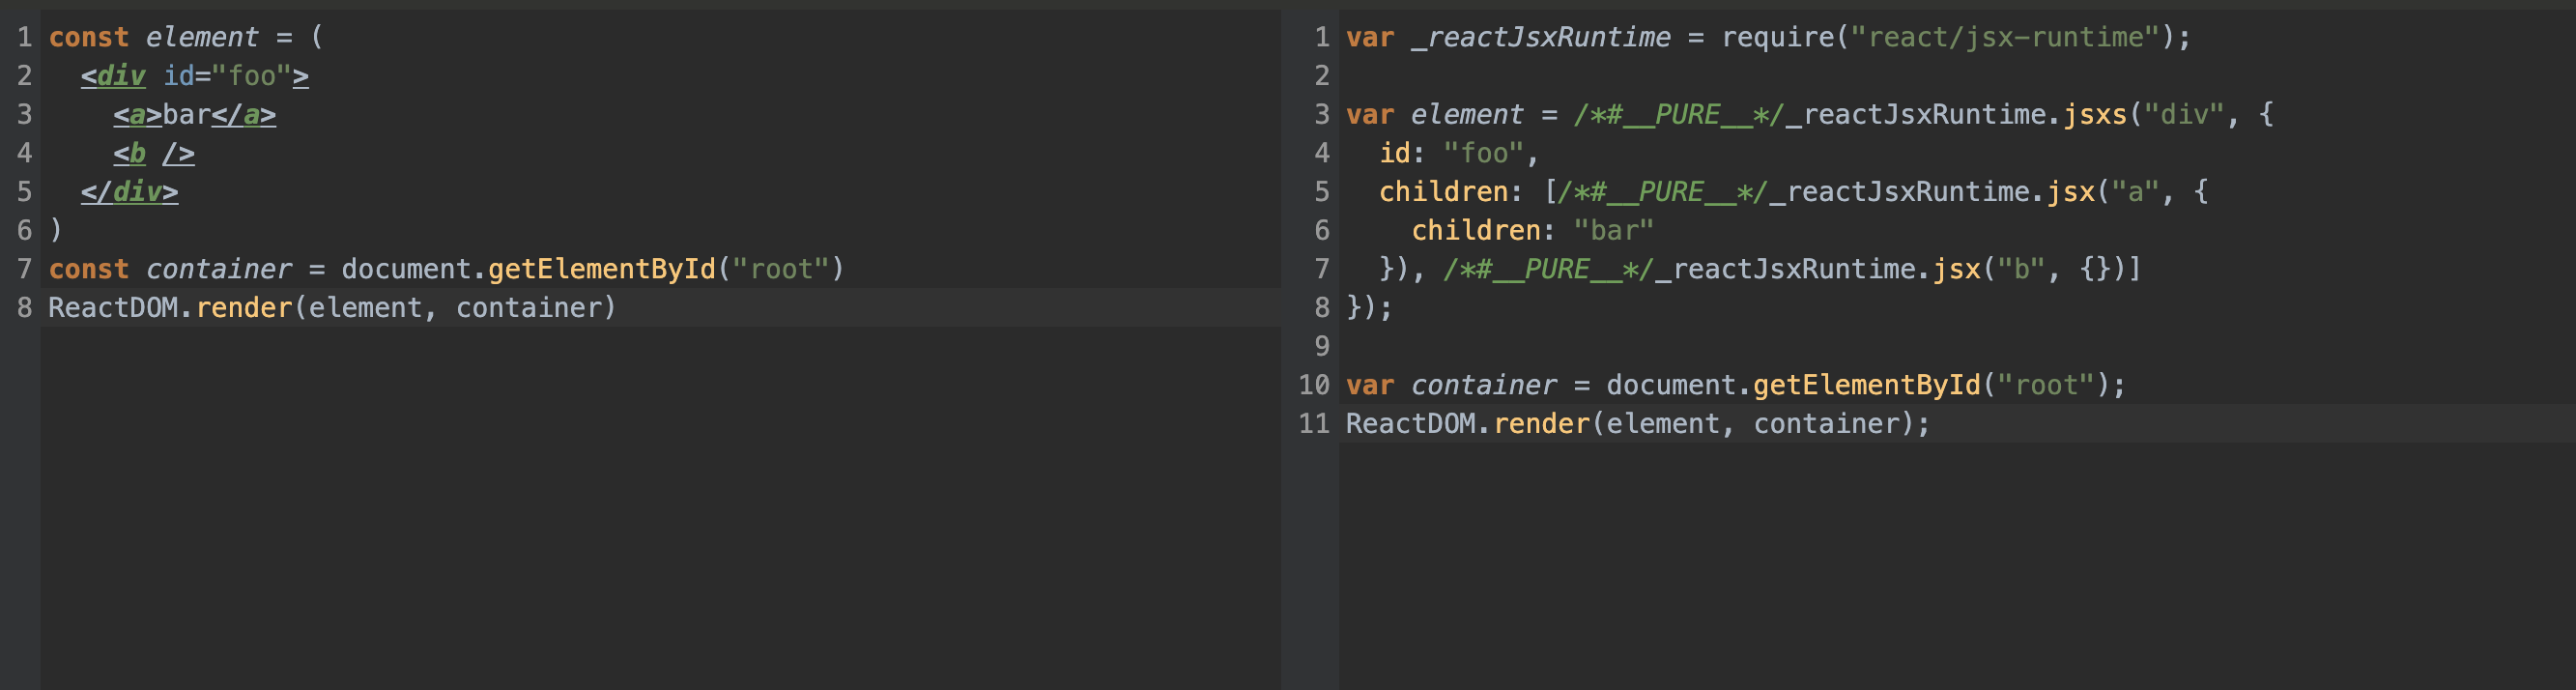 1 const element = (
2   <div id="foo">
3     <a>bar</a>
4     <b />
5   </div>
6 )
7 const container = document.getElementById("root")
8 ReactDOM.render(element, container)
1 var _reactJsxRuntime = require("react/jsx-runtime");
2
3 var element = /*#__PURE__*/_reactJsxRuntime.jsxs("div", {
4   id: "foo",
5   children: [/*#__PURE__*/_reactJsxRuntime.jsx("a", {
6     children: "bar"
7   }), /*#__PURE__*/_reactJsxRuntime.jsx("b", {})]
8 });
9
10 var container = document.getElementById("root");
11 ReactDOM.render(element, container);